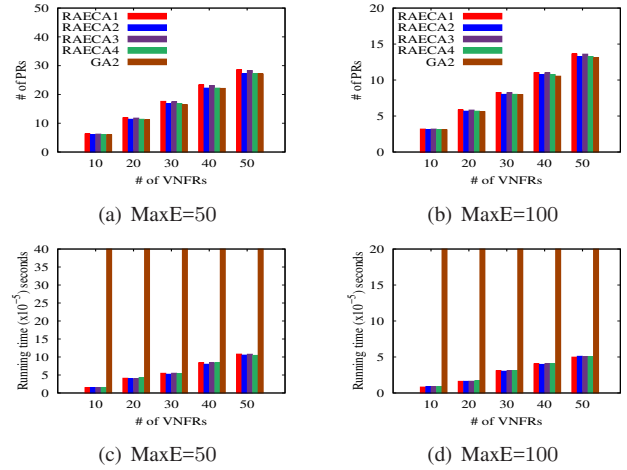 50
40
30
20
10
0
# of PRs
RAECA1
RAECA2
RAECA3
RAECA4
GA2
10 20 30 40 50
# of VNFRs
(a) MaxE=50
20
15
10
5
0
# of PRs
RAECA1
RAECA2
RAECA3
RAECA4
GA2
10 20 30 40 50
# of VNFRs
(b) MaxE=100
40
35
30
25
20
15
10
5
0
Running time (x10^-5) seconds
10 20 30 40 50
# of VNFRs
(c) MaxE=50
20
15
10
5
0
Running time (x10^-5) seconds
10 20 30 40 50
# of VNFRs
(d) MaxE=100